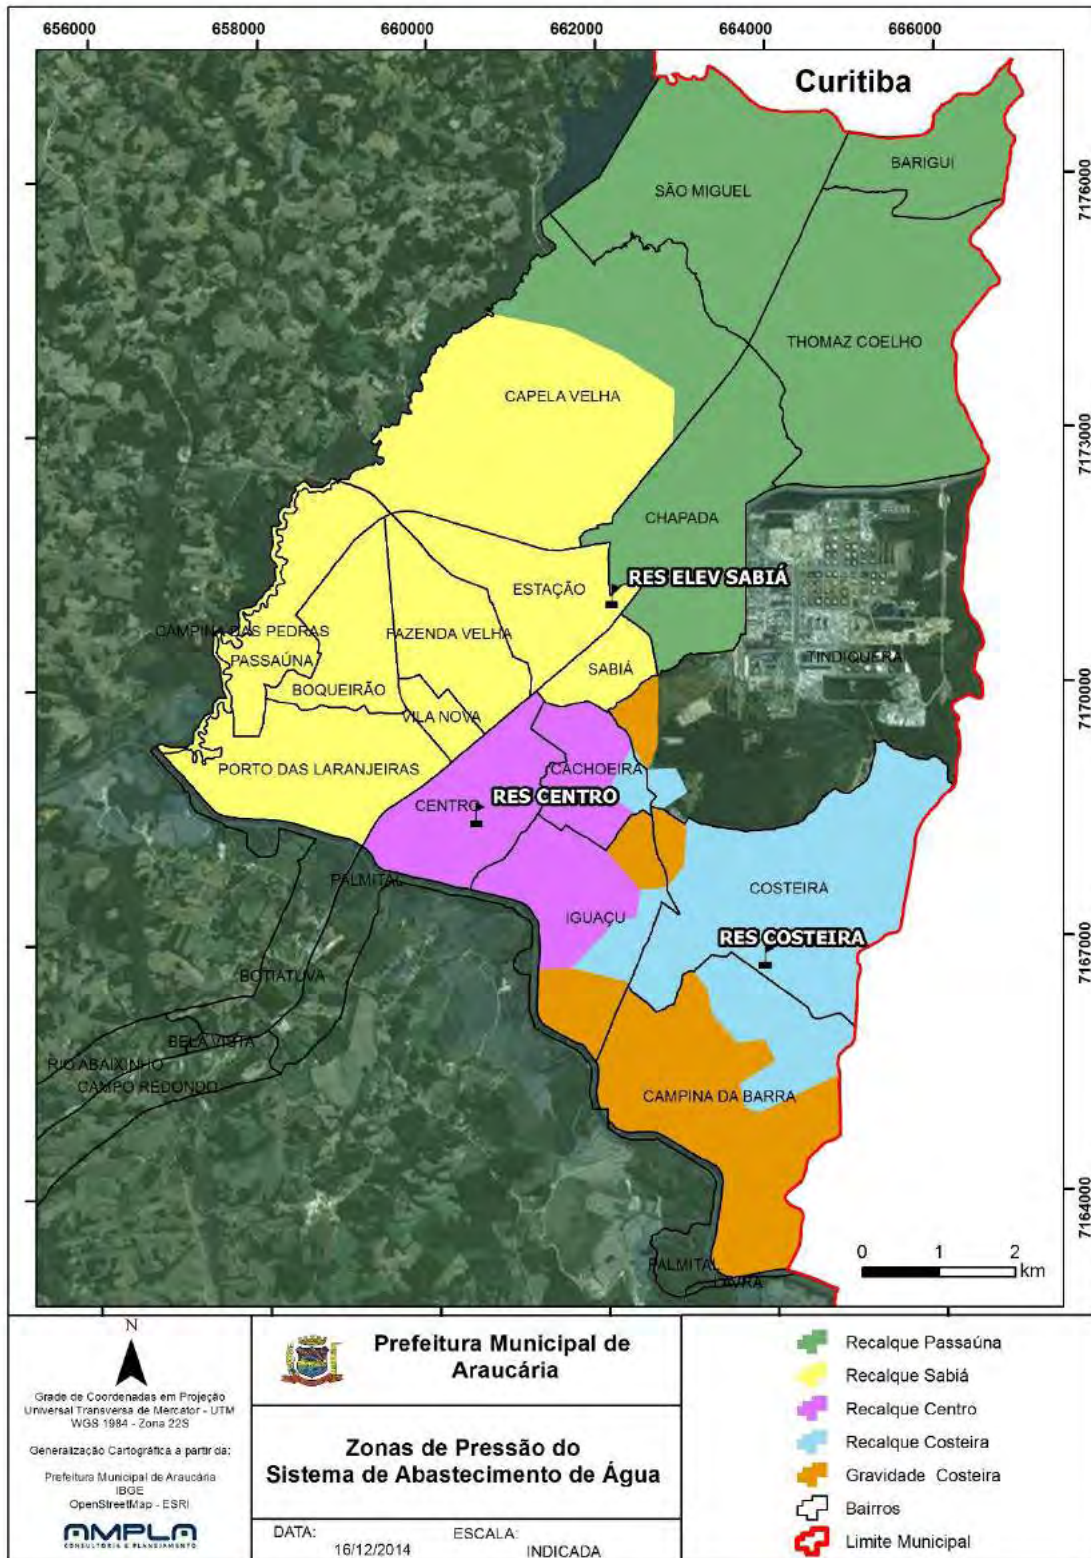 656000
658000
660000
662000
664000
666000
Curitiba
BARIGUI
7176000
SÃO MIGUEL
THOMAZ COELHO
CAPELA VELHA
7173000
CHAPADA
RES ELEV SABIÁ
ESTAÇÃO
CAMPINA DAS PEDRAS
FAZENDA VELHA
PASSAÚNA
SABIÁ
TINDIQUERA
BOQUEIRÃO
7170000
VILA NOVA
PORTO DAS LARANJEIRAS
CACHOEIRA
RES CENTRO
CENTRO
PALMITAL
COSTEIRA
IGUAÇU
RES COSTEIRA
7167000
BOTIATUVA
BELA VISTA
RIO ABAIXINHO
CAMPO REDONDO
CAMPINA DA BARRA
7164000
0 1 2
km
PALMITAL
LAVRA
N
Grade de Coordenadas em Projeção
Universal Transversa de Mercator - UTM
WGS 1984 - Zona 22S
Generalização Cartográfica a partir da:
Prefeitura Municipal de Araucária
IBGE
OpenStreetMap - ESRI
AMPLA
CONSULTORIA E PLANEJAMENTO
Prefeitura Municipal de
Araucária
Zonas de Pressão do
Sistema de Abastecimento de Água
DATA:
16/12/2014
ESCALA:
INDICADA
Recalque Passaúna
Recalque Sabiá
Recalque Centro
Recalque Costeira
Gravidade Costeira
Bairros
Limite Municipal